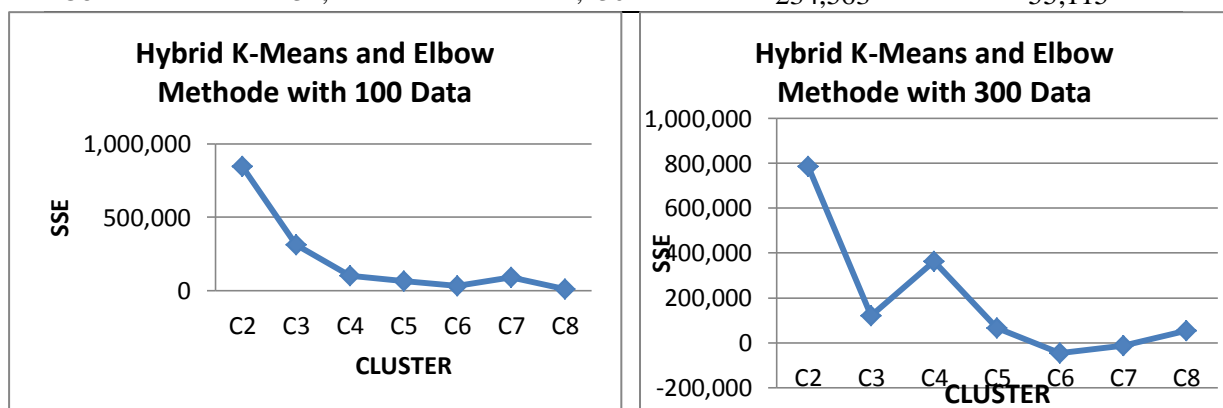 Hybrid K-Means and Elbow
Methode with 100 Data
1,000,000
500,000
0
SSE
C2 C3 C4 C5 C6 C7 C8
CLUSTER
Hybrid K-Means and Elbow
Methode with 300 Data
1,000,000
800,000
600,000
400,000
200,000
0
-200,000
SSE
C2 C3 C4 C5 C6 C7 C8
CLUSTER